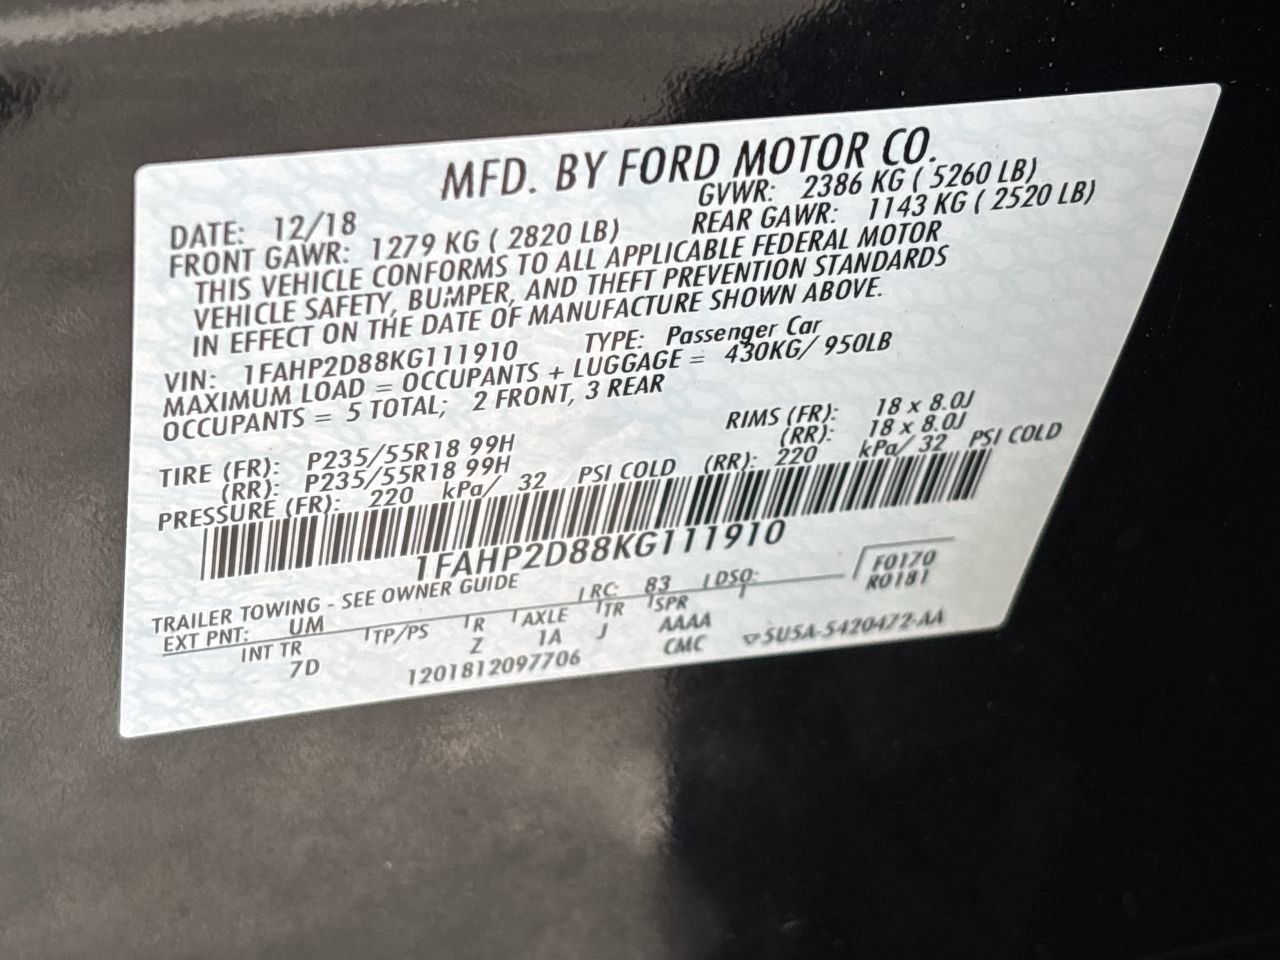 MFD. BY FORD MOTOR CO.
DATE: 12/18 GVWR: 2386 KG ( 5260 LB)
FRONT GAWR: 1279 KG ( 2820 LB) REAR GAWR: 1143 KG ( 2520 LB)
THIS VEHICLE CONFORMS TO ALL APPLICABLE FEDERAL MOTOR
VEHICLE SAFETY, BUMPER, AND THEFT PREVENTION STANDARDS
IN EFFECT ON THE DATE OF MANUFACTURE SHOWN ABOVE.
VIN: 1FAHP2D88KG111910 TYPE: Passenger Car
MAXIMUM LOAD = OCCUPANTS + LUGGAGE = 430KG/ 950LB
OCCUPANTS = 5 TOTAL; 2 FRONT, 3 REAR
TIRE (FR): P235/55R18 99H RIMS (FR): 18 x 8.0J
(RR): P235/55R18 99H (RR): 18 x 8.0J
PRESSURE (FR): 220 kPa/ 32 PSI COLD (RR): 220 kPa/ 32 PSI COLD
1FAHP2D88KG111910
TRAILER TOWING - SEE OWNER GUIDE
EXT PNT: UM RC: 83 DSO: F0170
R0181
INT TR TP/PS R AXLE TR SPR
7D Z 1A J AAAA
1201812097706 CMC ▽5U5A-5420472-AA